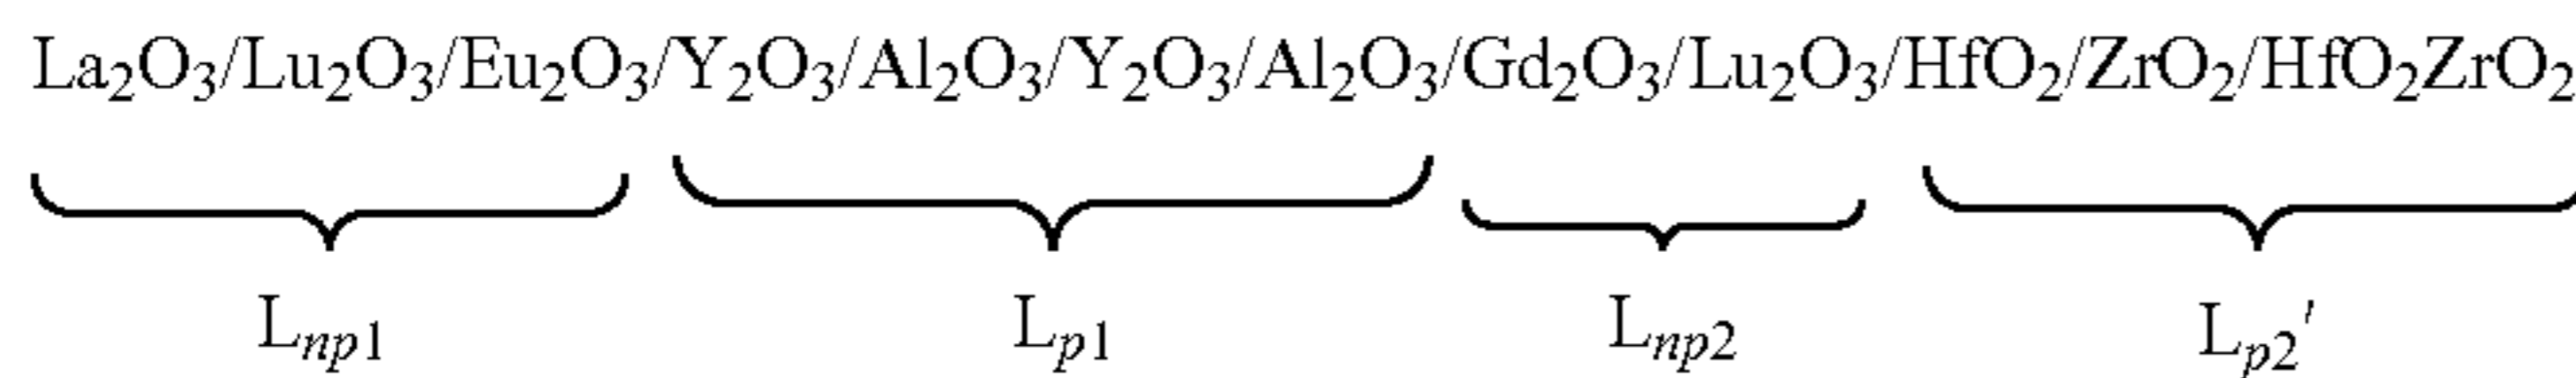 La₂O₃/Lu₂O₃/Eu₂O₃/Y₂O₃/Al₂O₃/Y₂O₃/Al₂O₃/Gd₂O₃/Lu₂O₃/HfO₂/ZrO₂/HfO₂ZrO₂
Lₙₚ₁ Lₚ₁ Lₙₚ₂ Lₚ₂′